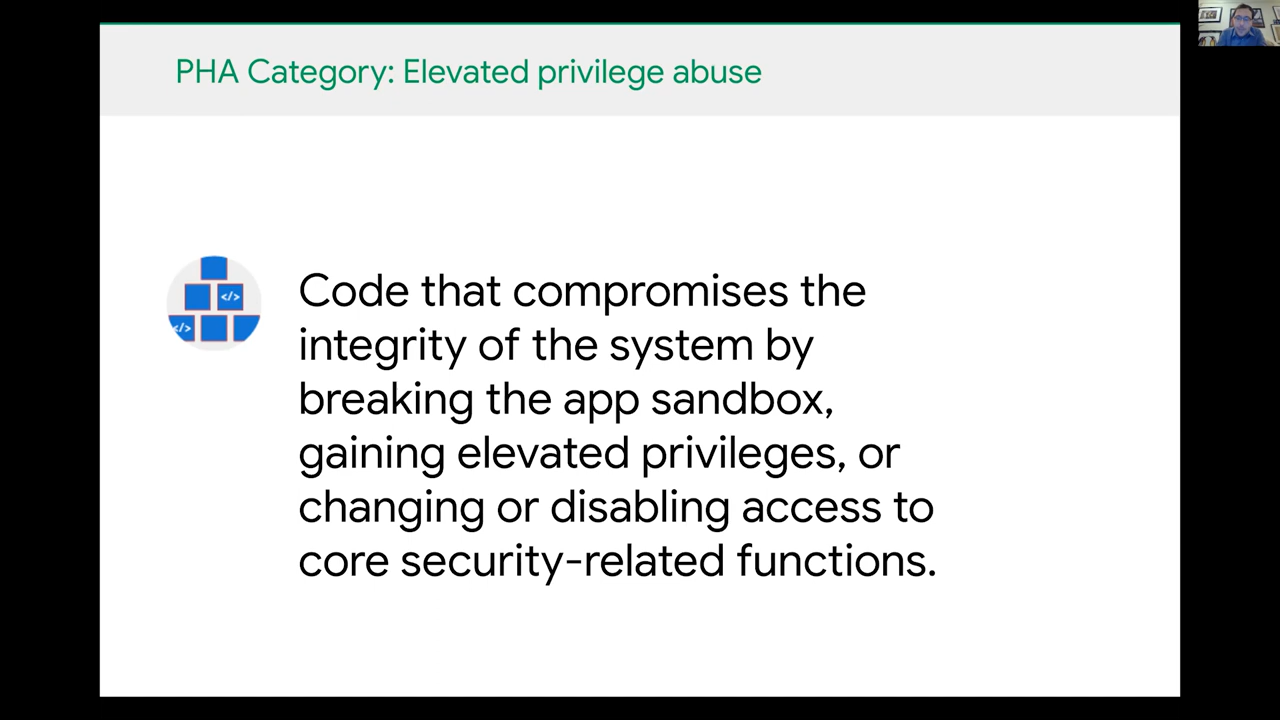 PHA Category: Elevated privilege abuse
</>
</>
Code that compromises the
integrity of the system by
breaking the app sandbox,
gaining elevated privileges, or
changing or disabling access to
core security-related functions.